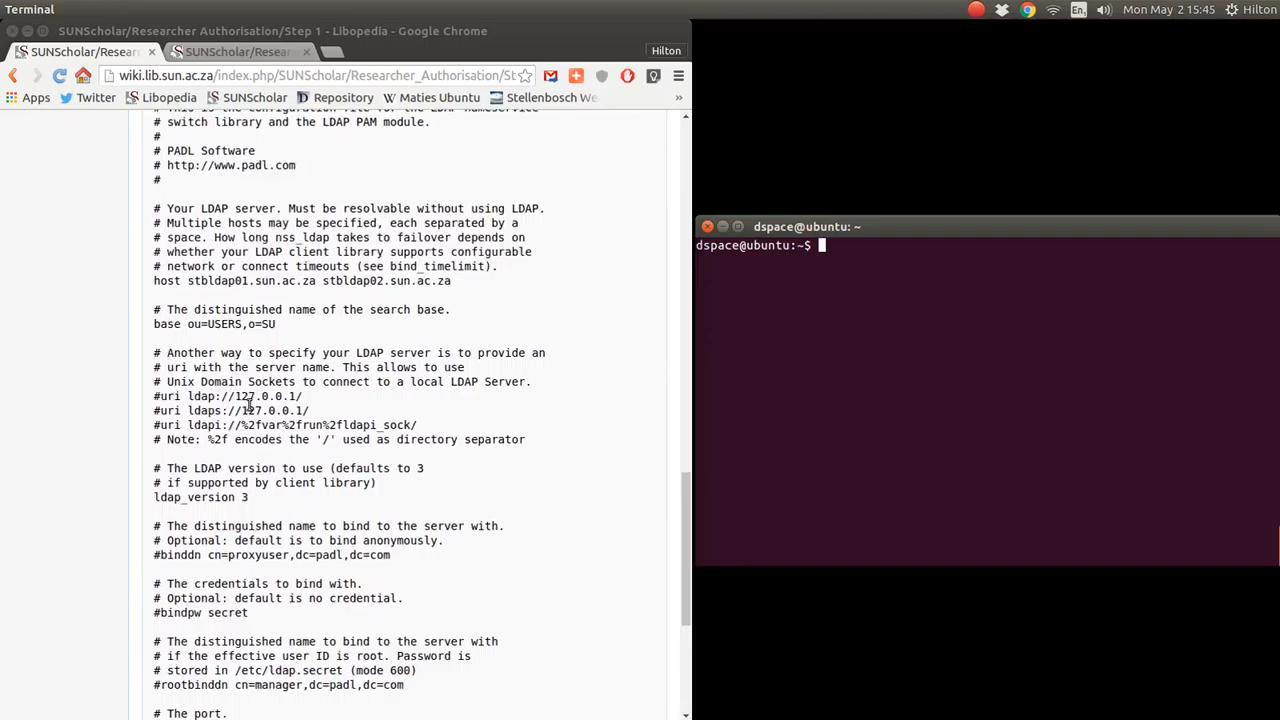 Terminal
En
Mon May 2 15:45
Hilton
SUNScholar/Researcher Authorisation/Step 1 - Libopedia - Google Chrome
SUNScholar/Resear
SUNScholar/Resear
Hilton
wiki.lib.sun.ac.za/index.php/SUNScholar/Researcher_Authorisation/St
Apps
Twitter
Libopedia
SUNScholar
Repository
Maties Ubuntu
Stellenbosch We
»
# switch library and the LDAP PAM module.
#
# PADL Software
# http://www.padl.com
#
# Your LDAP server. Must be resolvable without using LDAP.
# Multiple hosts may be specified, each separated by a
# space. How long nss_ldap takes to failover depends on
# whether your LDAP client library supports configurable
# network or connect timeouts (see bind_timelimit).
host stbldap01.sun.ac.za stbldap02.sun.ac.za
# The distinguished name of the search base.
base ou=USERS,o=SU
# Another way to specify your LDAP server is to provide an
# uri with the server name. This allows to use
# Unix Domain Sockets to connect to a local LDAP Server.
#uri ldap://127.0.0.1/
#uri ldaps://127.0.0.1/
#uri ldapi://%2fvar%2frun%2fldapi_sock/
# Note: %2f encodes the '/' used as directory separator
# The LDAP version to use (defaults to 3
# if supported by client library)
ldap_version 3
# The distinguished name to bind to the server with.
# Optional: default is to bind anonymously.
#binddn cn=proxyuser,dc=padl,dc=com
# The credentials to bind with.
# Optional: default is no credential.
#bindpw secret
# The distinguished name to bind to the server with
# if the effective user ID is root. Password is
# stored in /etc/ldap.secret (mode 600)
#rootbinddn cn=manager,dc=padl,dc=com
# The port.
dspace@ubuntu: ~
dspace@ubuntu:~$